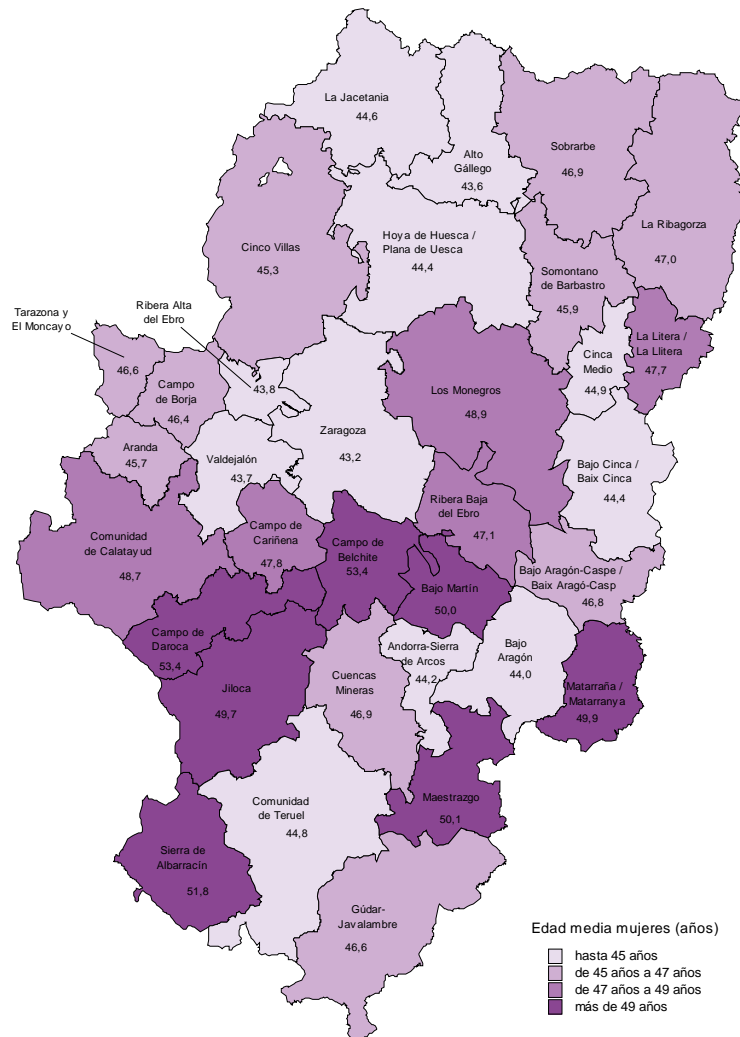 La Jacetania
44,6
Alto
Gállego
43,6
Sobrarbe
46,9
La Ribagorza
47,0
Hoya de Huesca /
Plana de Uesca
44,4
Cinco Villas
45,3
Somontano
de Barbastro
45,9
Tarazona y
El Moncayo
46,6
Ribera Alta
del Ebro
43,8
La Litera /
La Llitera
47,7
Cinca
Medio
44,9
Campo
de Borja
46,4
Los Monegros
48,9
Zaragoza
43,2
Aranda
45,7
Valdejalón
43,7
Bajo Cinca /
Baix Cinca
44,4
Ribera Baja
del Ebro
47,1
Comunidad
de Calatayud
48,7
Campo de
Cariñena
47,8
Campo de
Belchite
53,4
Bajo Martín
50,0
Bajo Aragón-Caspe /
Baix Aragó-Casp
46,8
Campo de
Daroca
53,4
Andorra-Sierra
de Arcos
44,2
Bajo
Aragón
44,0
Jiloca
49,7
Cuencas
Mineras
46,9
Matarraña /
Matarranya
49,9
Comunidad
de Teruel
44,8
Maestrazgo
50,1
Sierra de
Albarracín
51,8
Gúdar-
Javalambre
46,6
Edad media mujeres (años)
hasta 45 años
de 45 años a 47 años
de 47 años a 49 años
más de 49 años